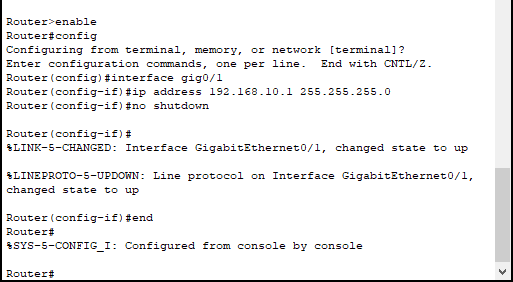 Router>enable
Router#config
Configuring from terminal, memory, or network [terminal]?
Enter configuration commands, one per line.  End with CNTL/Z.
Router(config)#interface gig0/1
Router(config-if)#ip address 192.168.10.1 255.255.255.0
Router(config-if)#no shutdown
Router(config-if)#
%LINK-5-CHANGED: Interface GigabitEthernet0/1, changed state to up
%LINEPROTO-5-UPDOWN: Line protocol on Interface GigabitEthernet0/1,
changed state to up
Router(config-if)#end
Router#
%SYS-5-CONFIG_I: Configured from console by console
Router#